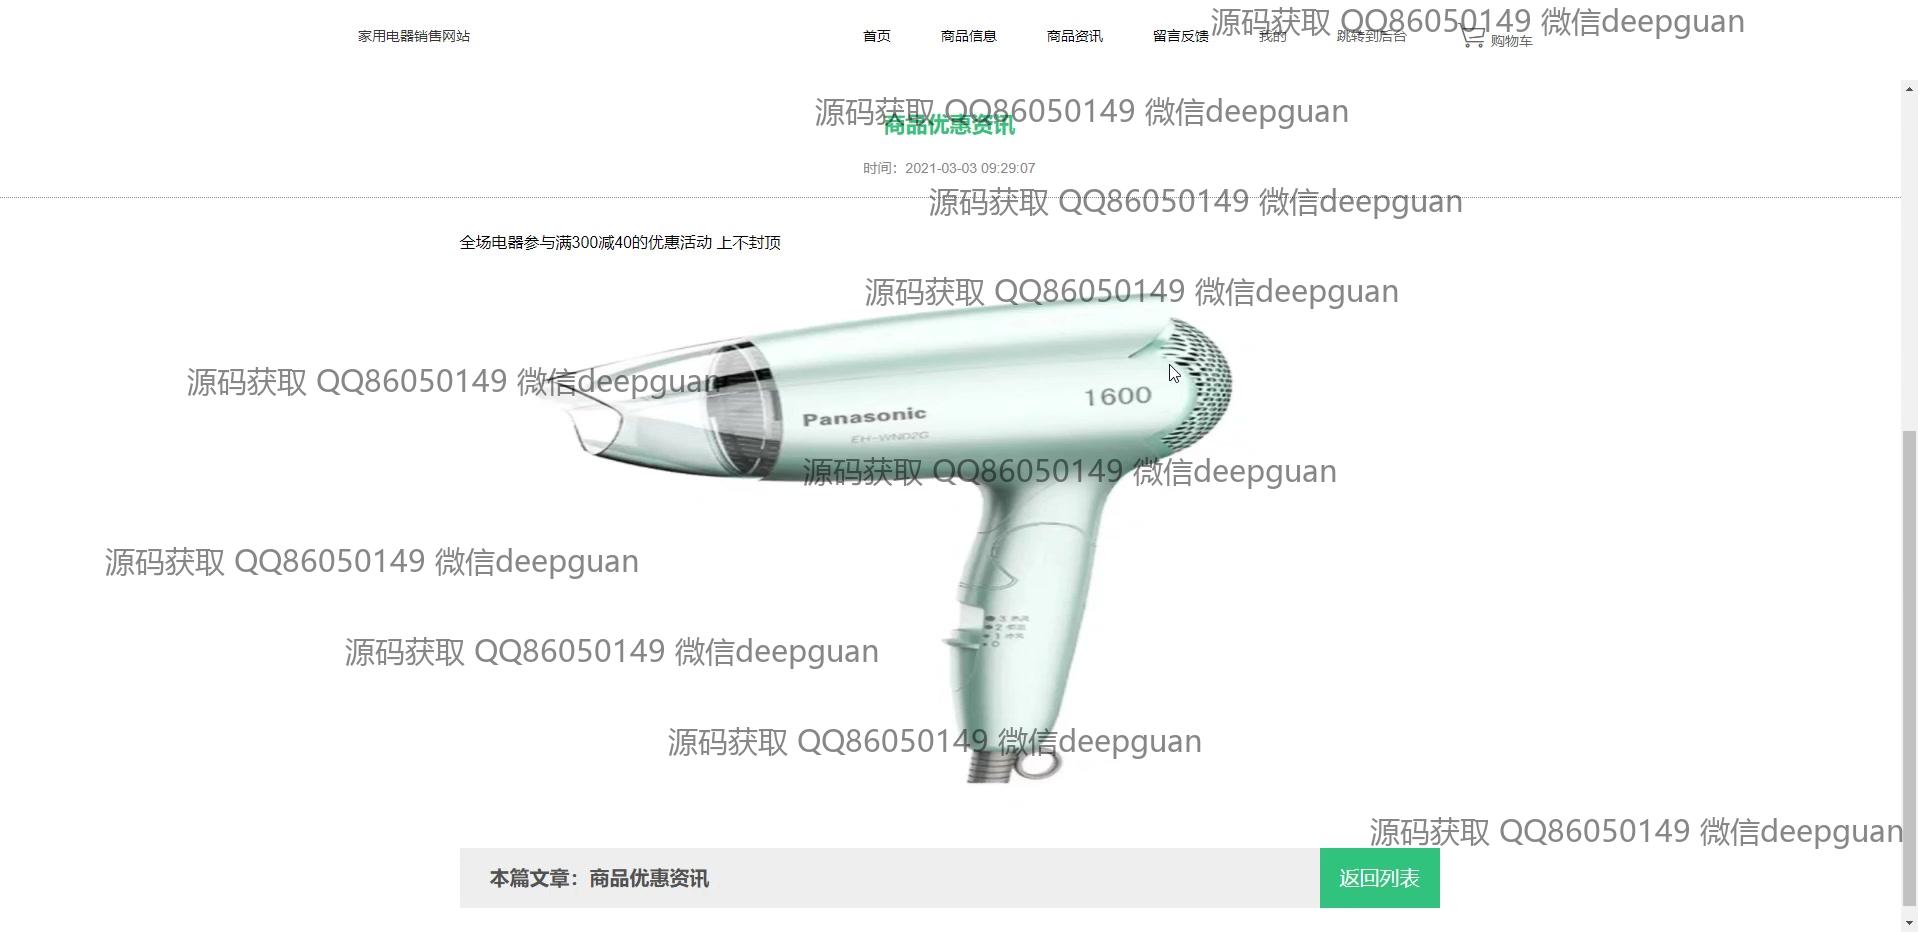 家用电器销售网站 首页 商品信息 商品资讯 留言反馈 我的 跳转到后台 购物车
源码获取 QQ86050149 微信deepguan
源码获取 QQ86050149 微信deepguan
商品优惠资讯
时间：2021-03-03 09:29:07
源码获取 QQ86050149 微信deepguan
全场电器参与满300减40的优惠活动 上不封顶
源码获取 QQ86050149 微信deepguan
源码获取 QQ86050149 微信deepguan
1600
Panasonic
EH-WND2G
源码获取 QQ86050149 微信deepguan
源码获取 QQ86050149 微信deepguan
3 热风
2
1 冷风
0
源码获取 QQ86050149 微信deepguan
源码获取 QQ86050149 微信deepguan
源码获取 QQ86050149 微信deepguan
本篇文章：商品优惠资讯 返回列表